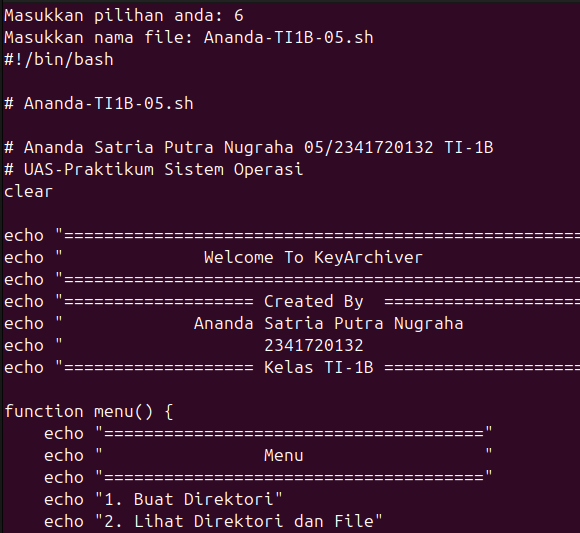 Masukkan pilihan anda: 6
Masukkan nama file: Ananda-TI1B-05.sh
#!/bin/bash
# Ananda-TI1B-05.sh
# Ananda Satria Putra Nugraha 05/2341720132 TI-1B
# UAS-Praktikum Sistem Operasi
clear
echo "====================================================
echo "              Welcome To KeyArchiver
echo "====================================================
echo "=================== Created By  ====================
echo "             Ananda Satria Putra Nugraha
echo "                    2341720132
echo "=================== Kelas TI-1B ====================
function menu() {
    echo "======================================"
    echo "                Menu                 "
    echo "======================================"
    echo "1. Buat Direktori"
    echo "2. Lihat Direktori dan File"